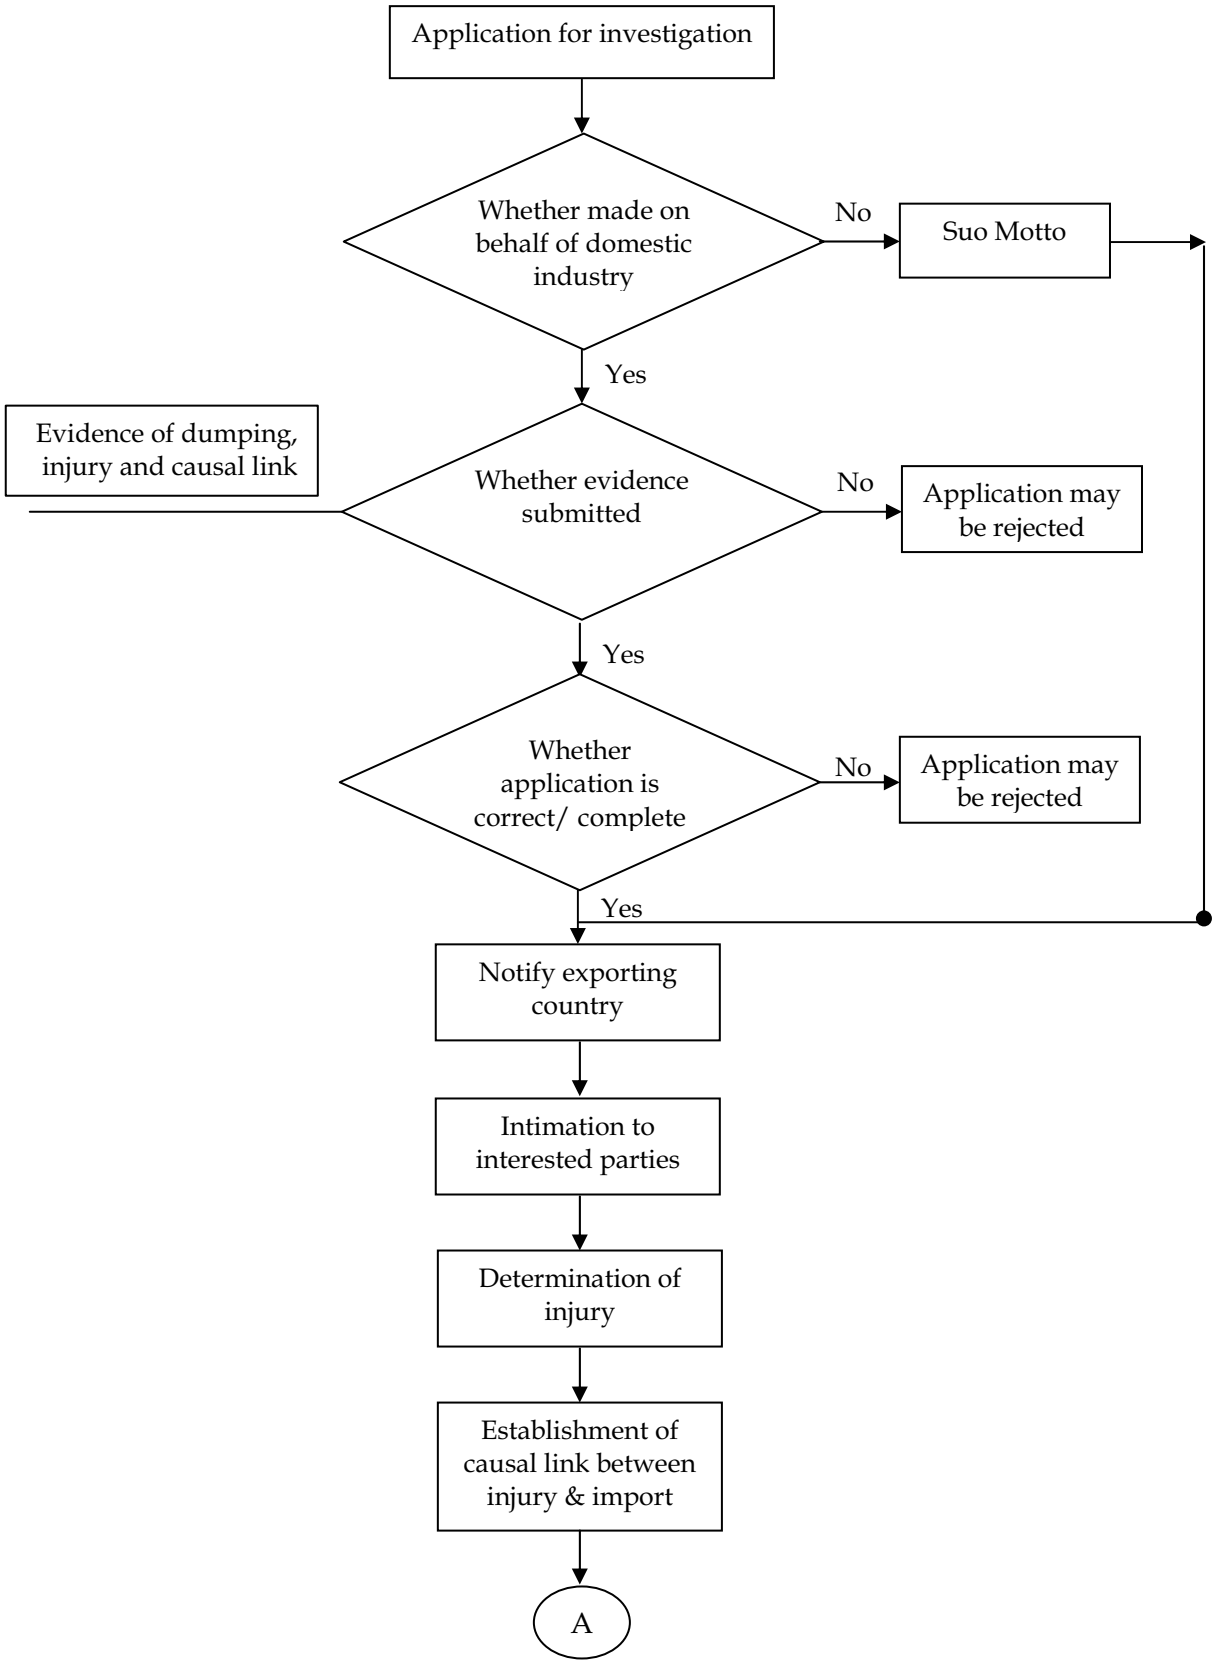 Application for investigation
Whether made on
behalf of domestic
industry
No
Suo Motto
Yes
Evidence of dumping,
injury and causal link
Whether evidence
submitted
No
Application may
be rejected
Yes
Whether
application is
correct/ complete
No
Application may
be rejected
Yes
Notify exporting
country
Intimation to
interested parties
Determination of
injury
Establishment of
causal link between
injury & import
A